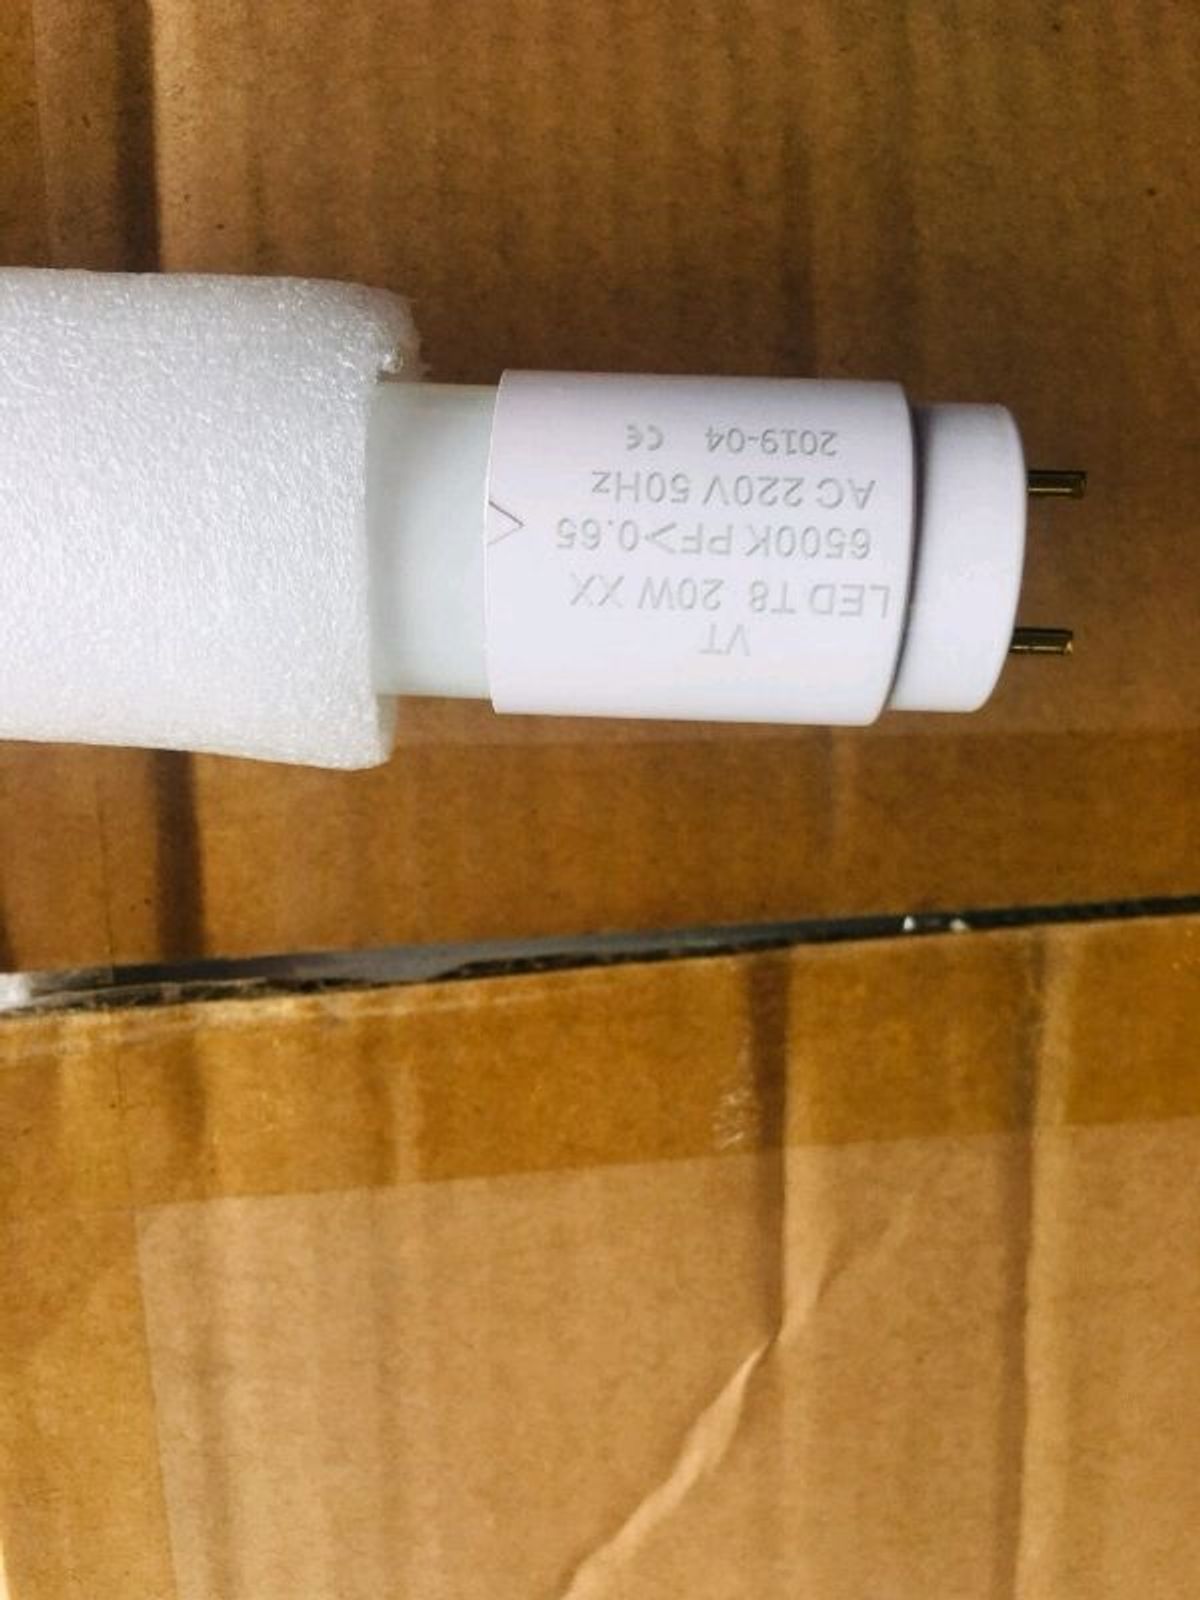 VT
LED T8 20W XX
6500K PF>0.65
AC 220V 50Hz
2019-04 CE